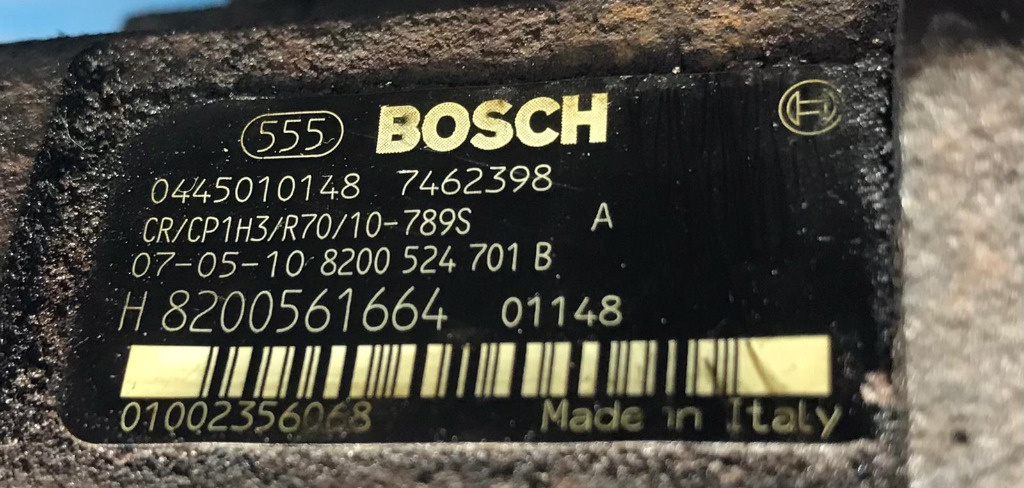 555 BOSCH
0445010148 7462398
CR/CP1H3/R70/10-789S A
07-05-10 8200 524 701 B
H 8200561664 01148
01002356068 Made in Italy